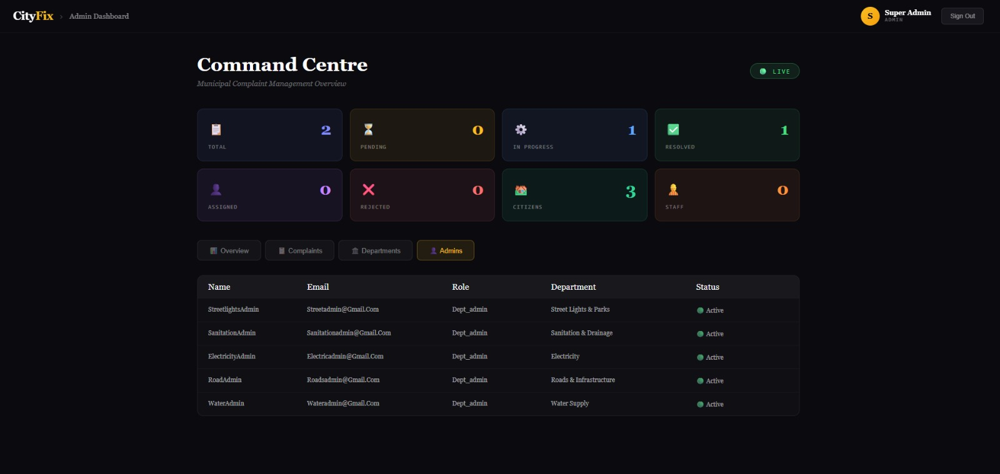 CityFix › Admin Dashboard
S Super Admin
ADMIN
Sign Out
Command Centre
Municipal Complaint Management Overview
LIVE
2
TOTAL
0
PENDING
1
IN PROGRESS
1
RESOLVED
0
ASSIGNED
0
REJECTED
3
CITIZENS
0
STAFF
Overview Complaints Departments Admins
Name Email Role Department Status
StreetlightsAdmin Streetadmin@Gmail.Com Dept_admin Street Lights & Parks Active
SanitationAdmin Sanitationadmin@Gmail.Com Dept_admin Sanitation & Drainage Active
ElectricityAdmin Electricadmin@Gmail.Com Dept_admin Electricity Active
RoadAdmin Roadsadmin@Gmail.Com Dept_admin Roads & Infrastructure Active
WaterAdmin Wateradmin@Gmail.Com Dept_admin Water Supply Active